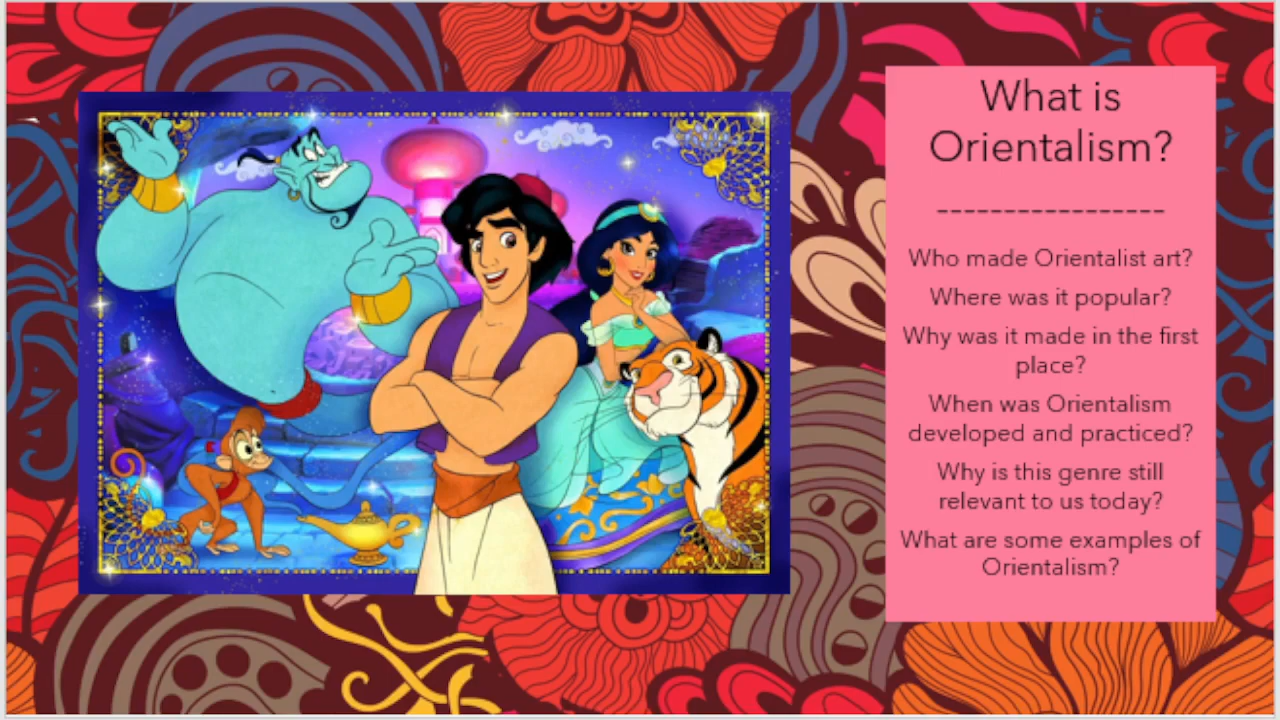 What is
Orientalism?
-----------------
Who made Orientalist art?
Where was it popular?
Why was it made in the first
place?
When was Orientalism
developed and practiced?
Why is this genre still
relevant to us today?
What are some examples of
Orientalism?